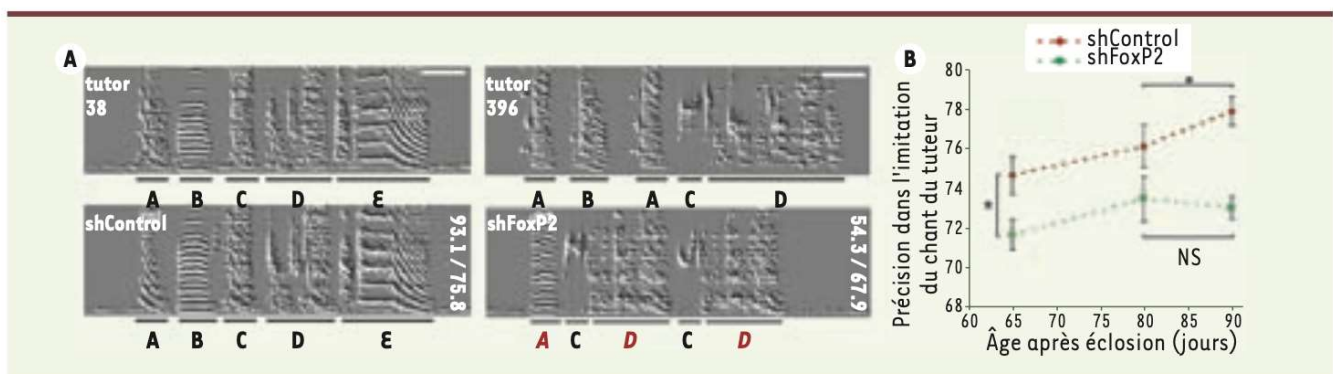 A
tutor
38
A B C D E
tutor
396
A B A C D
shControl
93.1 / 75.8
A B C D E
shFoxP2
54.3 / 67.9
A C D C D
B
shControl
shFoxP2
Précision dans l'imitation
du chant du tuteur
80
78
76
74
72
70
68
*
*
NS
60 65 70 75 80 85 90
Âge après éclosion (jours)